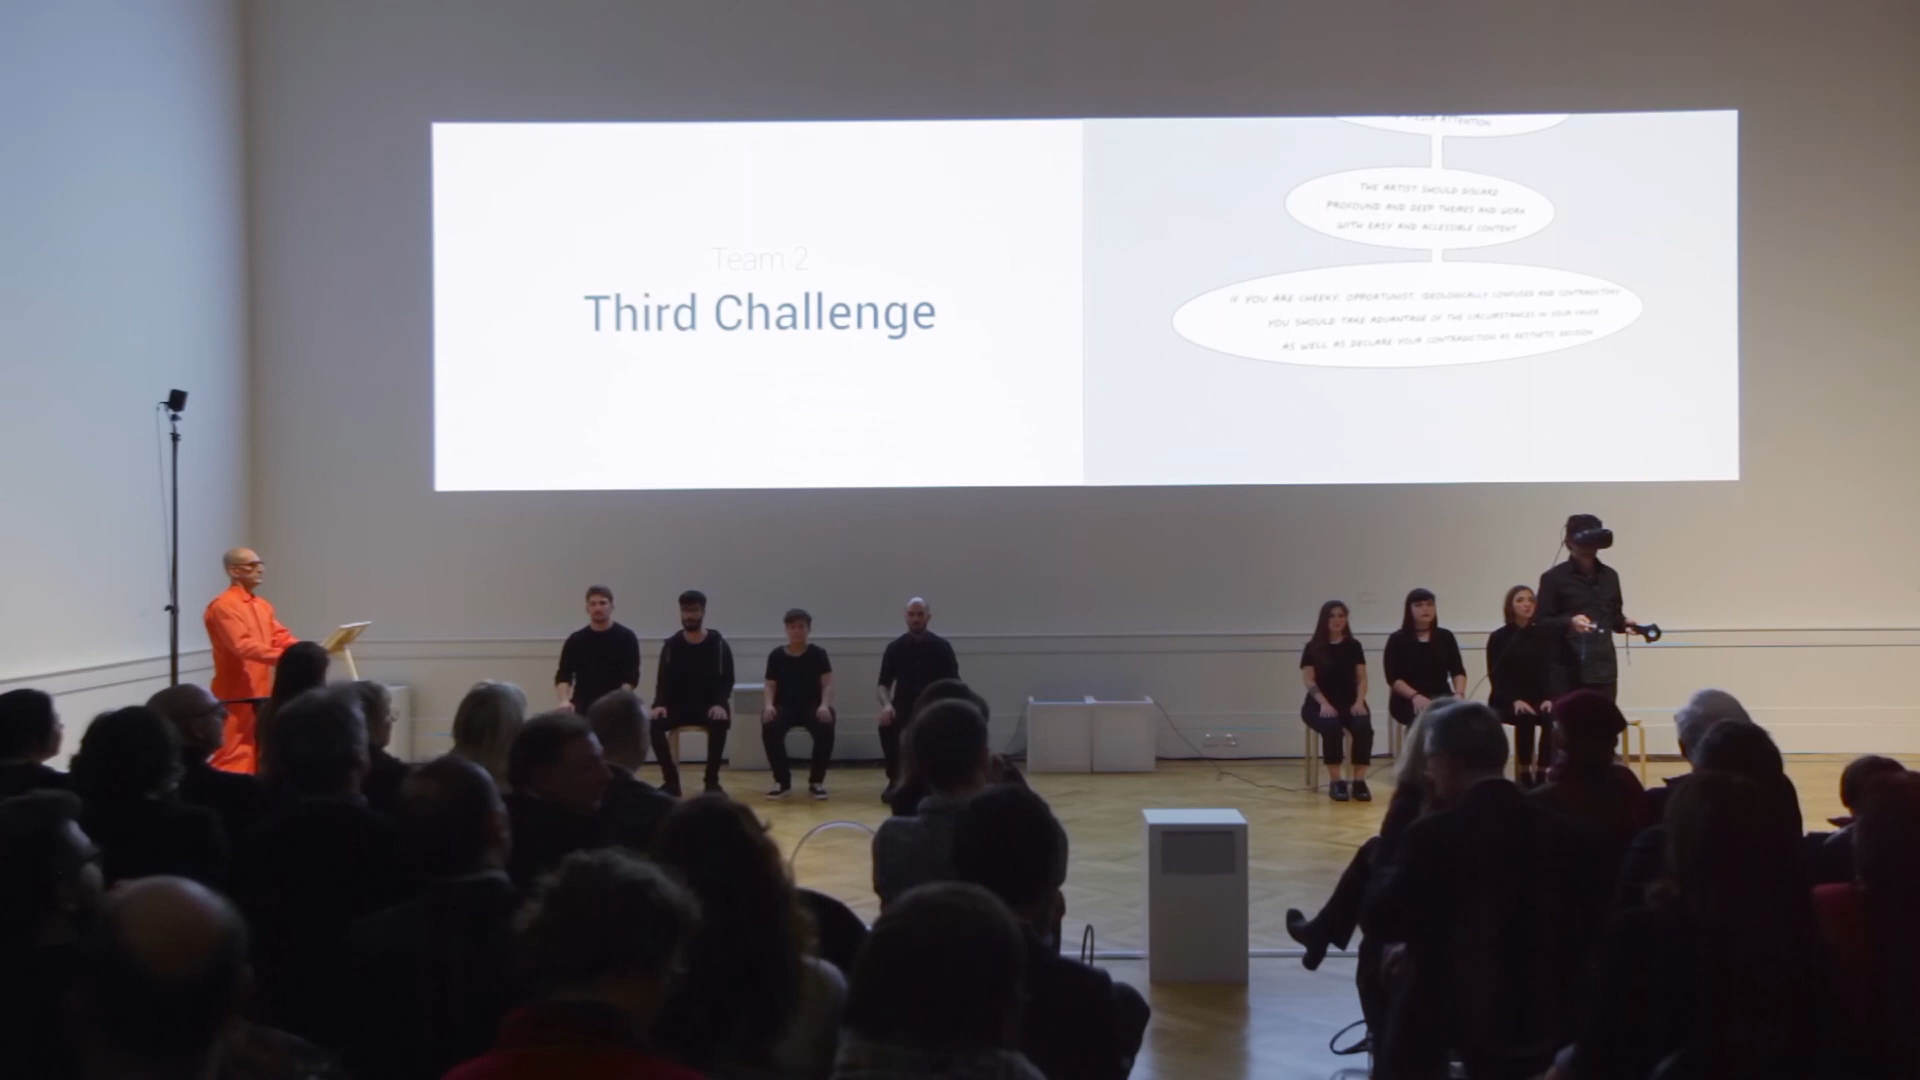 Team 2
Third Challenge
MEDIA ATTENTION
THE ARTIST SHOULD DISCARD
PROFOUND AND DEEP THEMES AND WORK
WITH EASY AND ACCESSIBLE CONTENT
IF YOU ARE CHEEKY, OPPORTUNIST, IDEOLOGICALLY CONFUSED AND CONTRADICTORY
YOU SHOULD TAKE ADVANTAGE OF THE CIRCUMSTANCES IN YOUR FAVOR
AS WELL AS DECLARE YOUR CONTRADICTION AS AESTHETIC DECISION